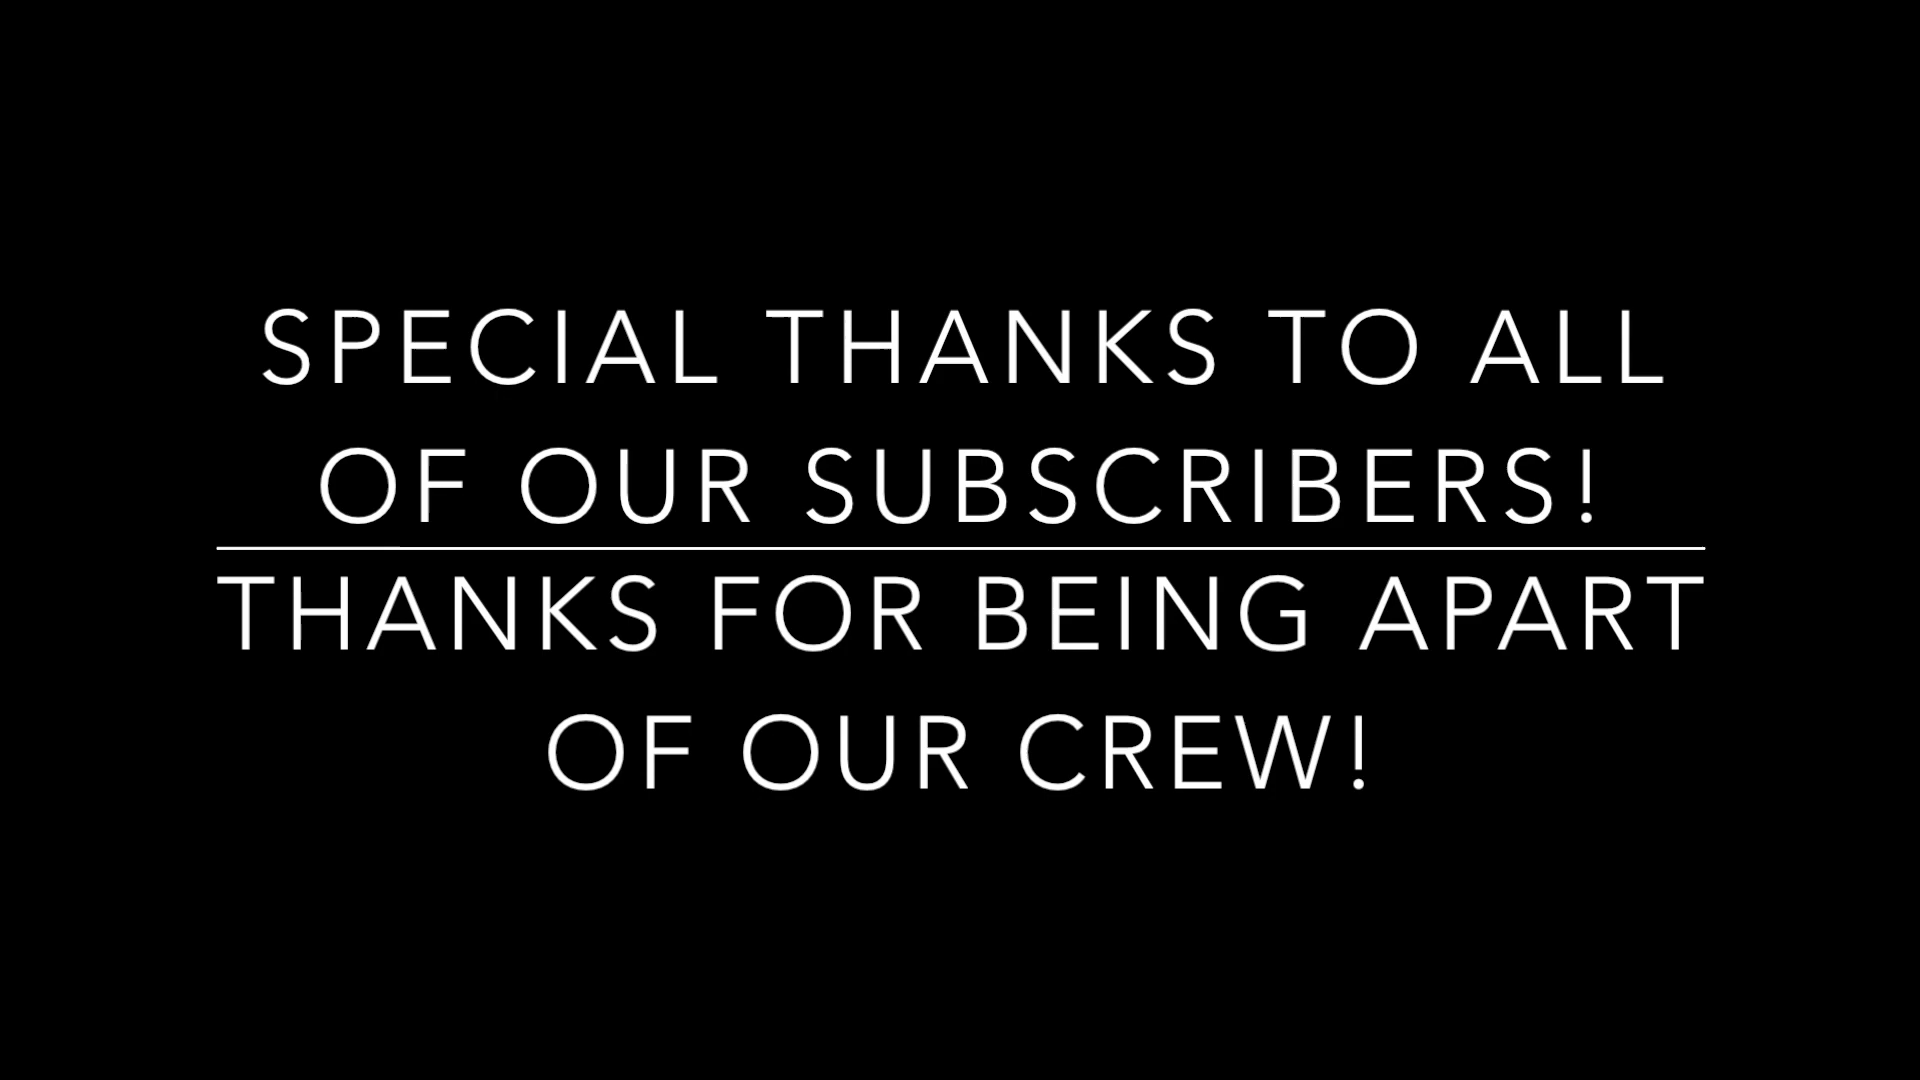 SPECIAL THANKS TO ALL
OF OUR SUBSCRIBERS!
THANKS FOR BEING APART
OF OUR CREW!